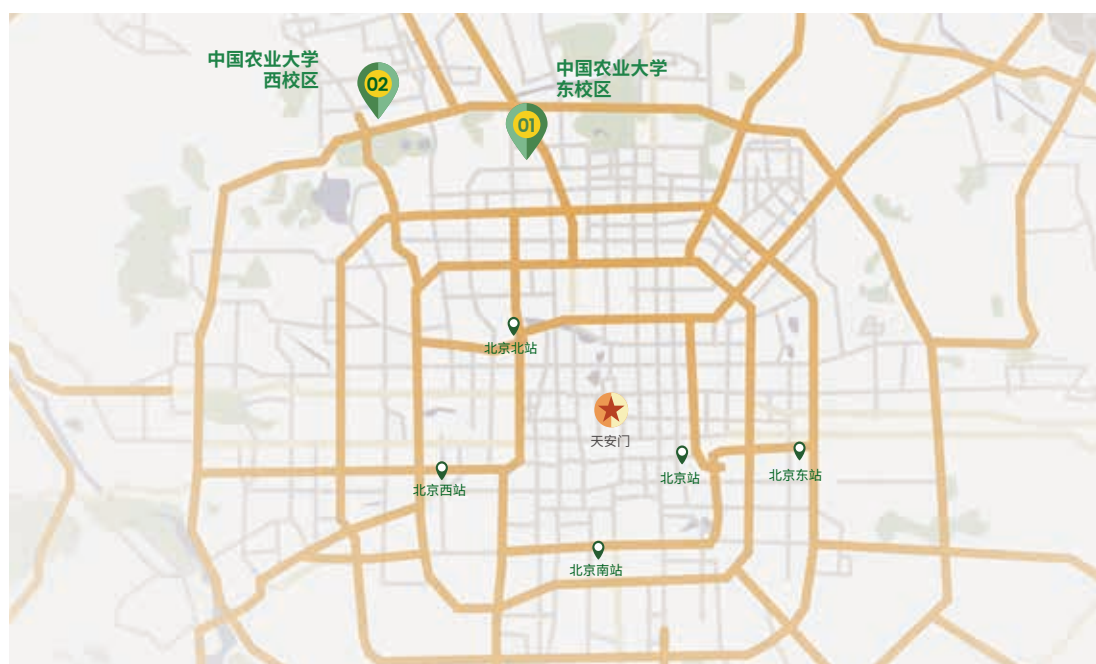 中国农业大学
西校区
02
中国农业大学
东校区
01
北京北站
天安门
北京站
北京东站
北京西站
北京南站